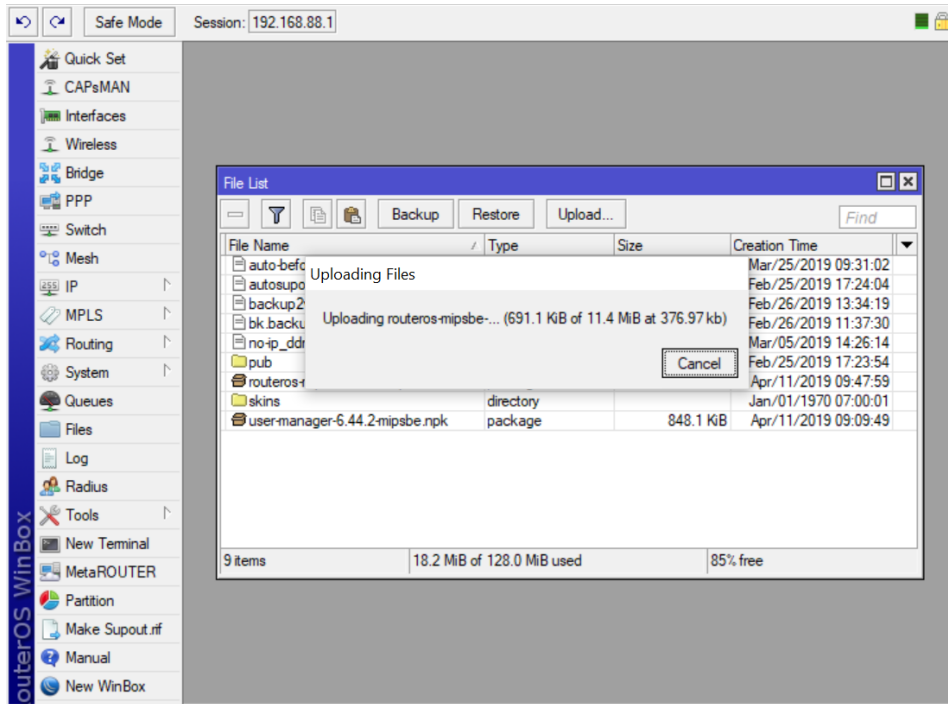 Safe Mode Session: 192.168.88.1
Quick Set
CAPsMAN
Interfaces
Wireless
Bridge
PPP
Switch
Mesh
IP
MPLS
Routing
System
Queues
Files
Log
Radius
Tools
New Terminal
MetaROUTER
Partition
Make Supout.rif
Manual
New WinBox
outerOS WinBox
File List
Backup Restore Upload... Find
File Name / Type Size Creation Time
auto-befo Mar/25/2019 09:31:02
autosupo Feb/25/2019 17:24:04
backup2 Feb/26/2019 13:34:19
bk.backu Feb/26/2019 11:37:30
no-ip_ddn Mar/05/2019 14:26:14
pub Feb/25/2019 17:23:54
routeros-r Apr/11/2019 09:47:59
skins directory Jan/01/1970 07:00:01
user-manager-6.44.2-mipsbe.npk package 848.1 KiB Apr/11/2019 09:09:49
Uploading Files
Uploading routeros-mipsbe-... (691.1 KiB of 11.4 MiB at 376.97 kb)
Cancel
9 items 18.2 MiB of 128.0 MiB used 85% free